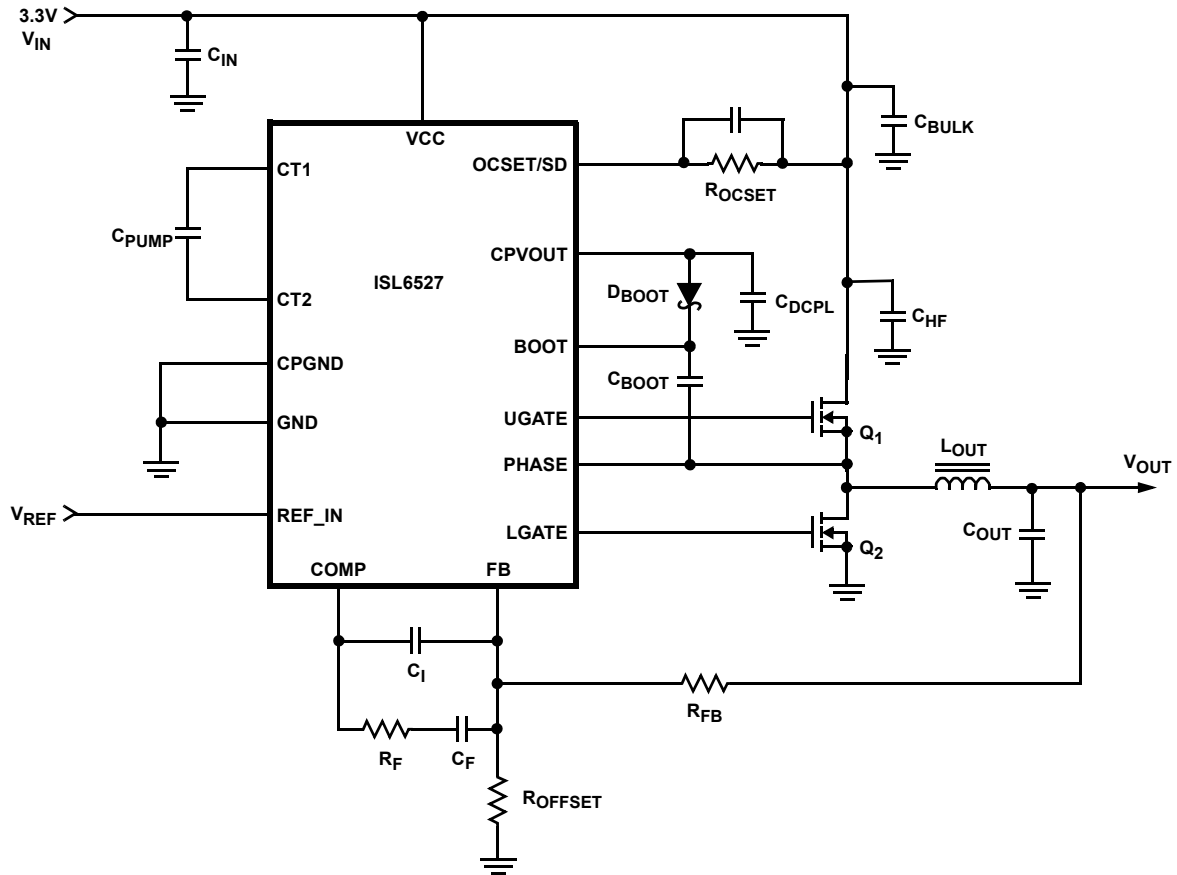 3.3V
VIN
CIN
CBULK
VCC
CT1
OCSET/SD
ROCSET
CPUMP
CPVOUT
ISL6527
DBOOT
CDCPL
CT2
CHF
BOOT
CPGND
CBOOT
GND
UGATE
Q1
PHASE
LOUT
VOUT
VREF
REF_IN
LGATE
COUT
Q2
COMP
FB
CI
RFB
RF
CF
ROFFSET